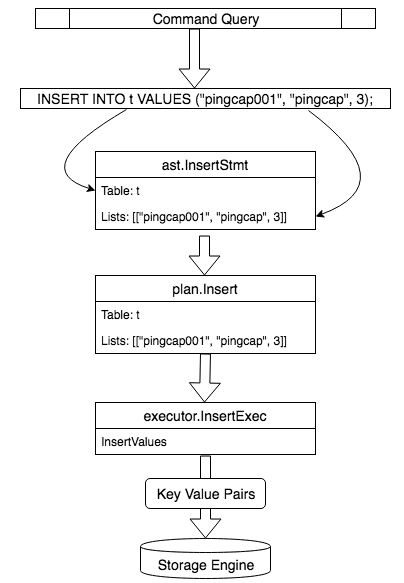 Command Query
INSERT INTO t VALUES ("pingcap001", "pingcap", 3);
ast.InsertStmt
Table: t
Lists: [["pingcap001", "pingcap", 3]]
plan.Insert
Table: t
Lists: [["pingcap001", "pingcap", 3]]
executor.InsertExec
InsertValues
Key Value Pairs
Storage Engine